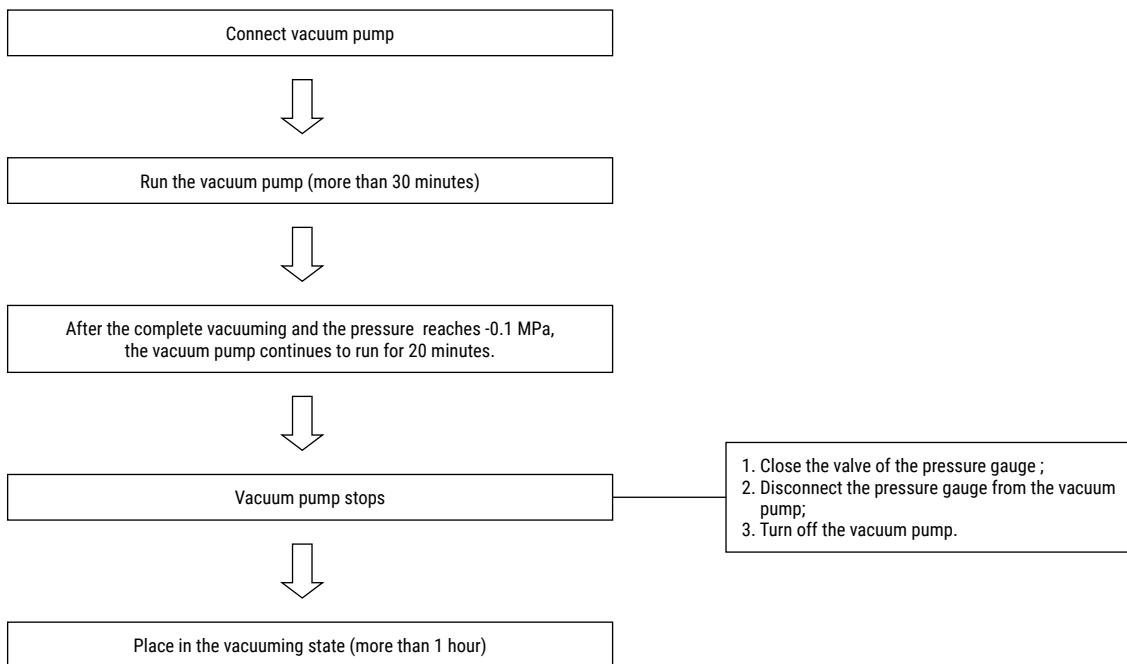 Connect vacuum pump
Run the vacuum pump (more than 30 minutes)
After the complete vacuuming and the pressure reaches -0.1 MPa,
the vacuum pump continues to run for 20 minutes.
Vacuum pump stops
1. Close the valve of the pressure gauge ;
2. Disconnect the pressure gauge from the vacuum
pump;
3. Turn off the vacuum pump.
Place in the vacuuming state (more than 1 hour)